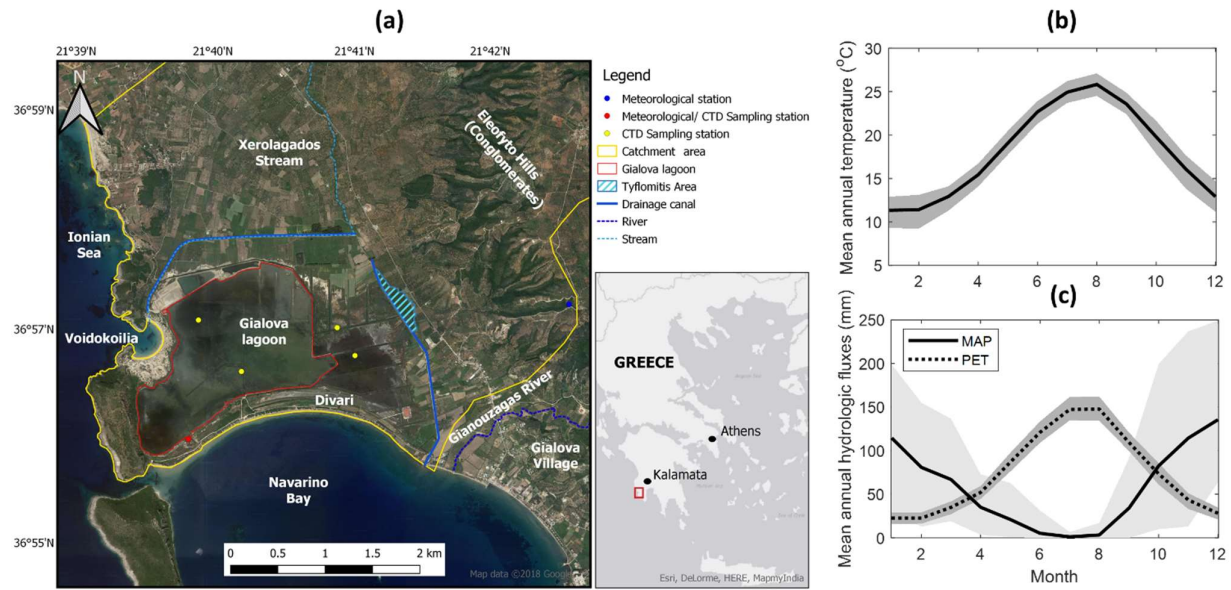 (a)
21°39'N
21°40'N
21°41'N
21°42'N
N
36°59'N
36°57'N
36°55'N
Xerolagados
Stream
Eleofyto Hills
(Conglomerates)
Ionian
Sea
Voidokoilia
Gialova
lagoon
Divari
Gianouzagas River
Gialova
Village
Navarino
Bay
0 0.5 1 1.5 2 km
Map data ©2018 Google
Legend
Meteorological station
Meteorological/ CTD Sampling station
CTD Sampling station
Catchment area
Gialova lagoon
Tyflomitis Area
Drainage canal
River
Stream
GREECE
Athens
Kalamata
Esri, DeLorme, HERE, MapmyIndia
(b)
Mean annual temperature (°C)
30
25
20
15
10
5
2 4 6 8 10 12
(c)
Mean annual hydrologic fluxes (mm)
250
200
150
100
50
0
MAP
PET
2 4 6 8 10 12
Month